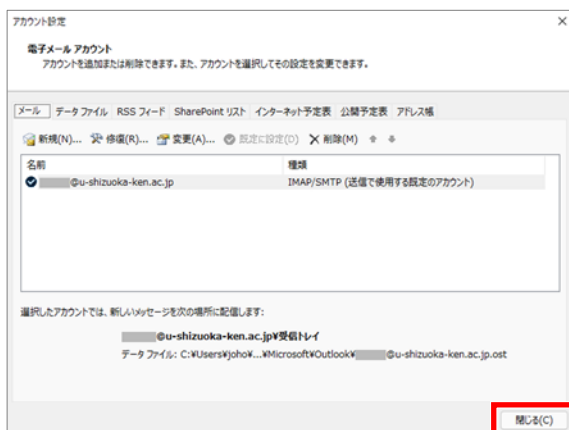 アカウント設定
電子メール アカウント
アカウントを追加または削除できます。また、アカウントを選択してその設定を変更できます。
メール データ ファイル RSS フィード SharePoint リスト インターネット予定表 公開予定表 アドレス帳
新規(N)... 修復(R)... 変更(A)... 既定に設定(D) 削除(M)
名前 種類
@u-shizuoka-ken.ac.jp IMAP/SMTP (送信で使用する既定のアカウント)
選択したアカウントでは、新しいメッセージを次の場所に配信します:
@u-shizuoka-ken.ac.jp¥受信トレイ
データ ファイル: C:¥Users¥joho¥...¥Microsoft¥Outlook¥ @u-shizuoka-ken.ac.jp.ost
閉じる(C)